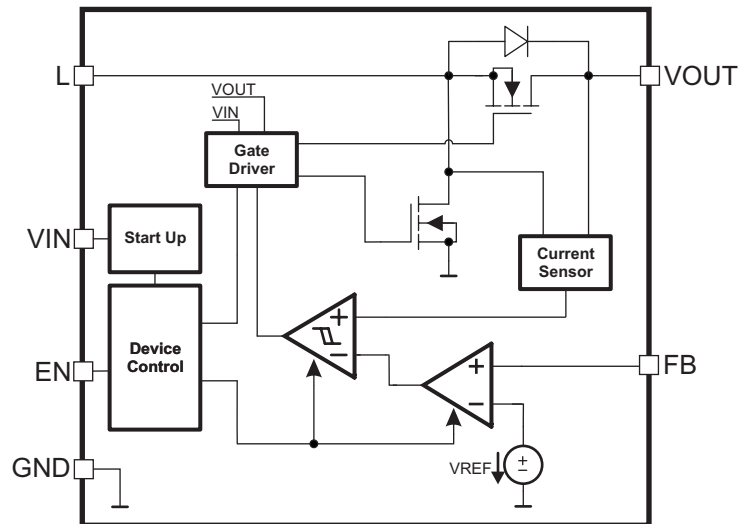 L
VOUT
VOUT
VIN
Gate
Driver
VIN
Start Up
Current
Sensor
Device
Control
EN
FB
GND
VREF
+
−
+
−
+
−